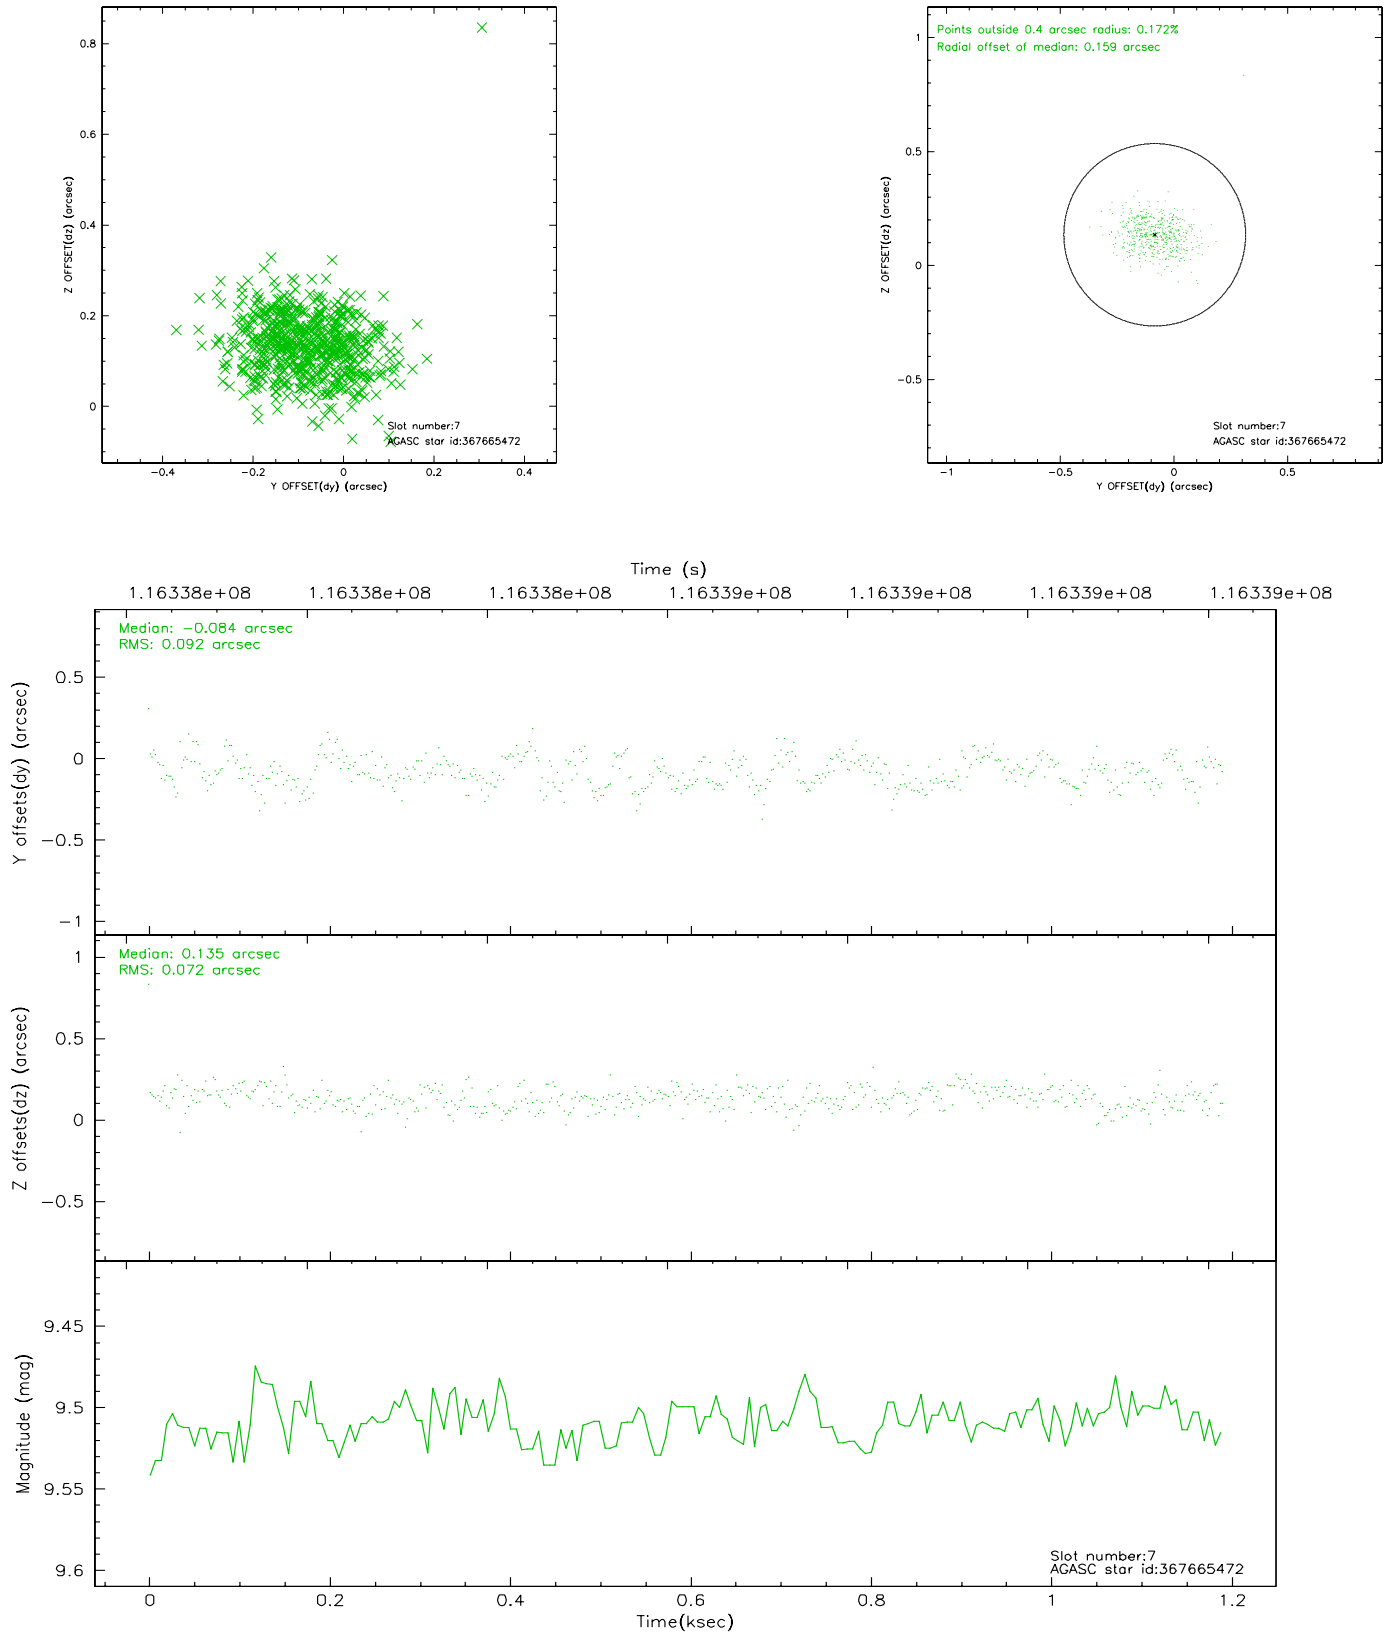 0.8
0.6
0.4
0.2
0
Z OFFSET(dz) (arcsec)
−0.4 −0.2 0 0.2 0.4
Y OFFSET(dy) (arcsec)
Slot number:7
AGASC star id:367665472
Points outside 0.4 arcsec radius: 0.172%
Radial offset of median: 0.159 arcsec
1
0.5
0
−0.5
Z OFFSET(dz) (arcsec)
−1 −0.5 0 0.5
Y OFFSET(dy) (arcsec)
Slot number:7
AGASC star id:367665472
Time (s)
1.16338e+08 1.16338e+08 1.16338e+08 1.16339e+08 1.16339e+08 1.16339e+08 1.16339e+08
Median: −0.084 arcsec
RMS: 0.092 arcsec
0.5
0
−0.5
−1
Y offsets(dy) (arcsec)
Median: 0.135 arcsec
RMS: 0.072 arcsec
1
0.5
0
−0.5
Z offsets(dz) (arcsec)
9.45
9.5
9.55
9.6
Magnitude (mag)
Slot number:7
AGASC star id:367665472
0 0.2 0.4 0.6 0.8 1 1.2
Time(ksec)